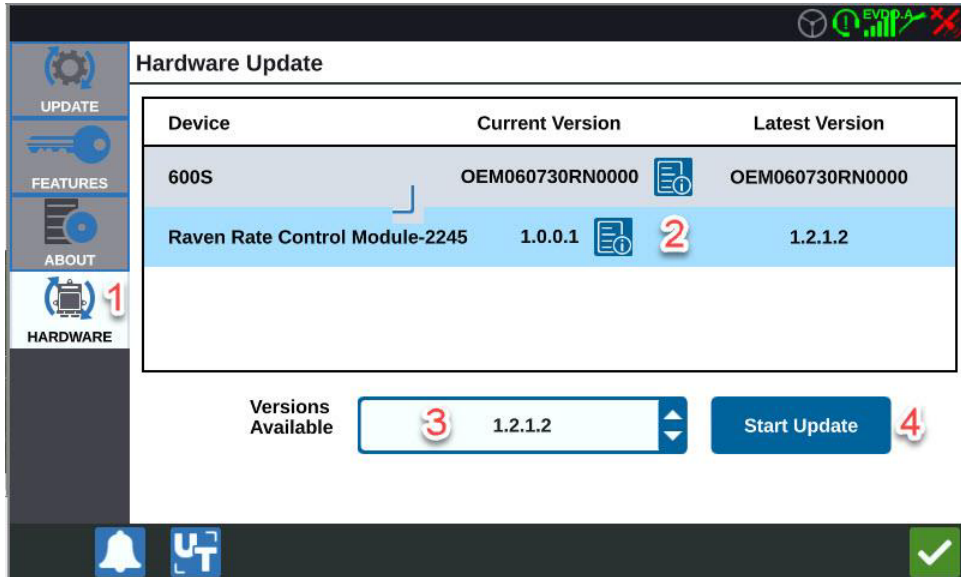 EVDO.A
Hardware Update
UPDATE
FEATURES
ABOUT
HARDWARE
1
Device Current Version Latest Version
600S OEM060730RN0000 OEM060730RN0000
Raven Rate Control Module-2245 1.0.0.1 2 1.2.1.2
Versions
Available
3 1.2.1.2
Start Update 4
UT